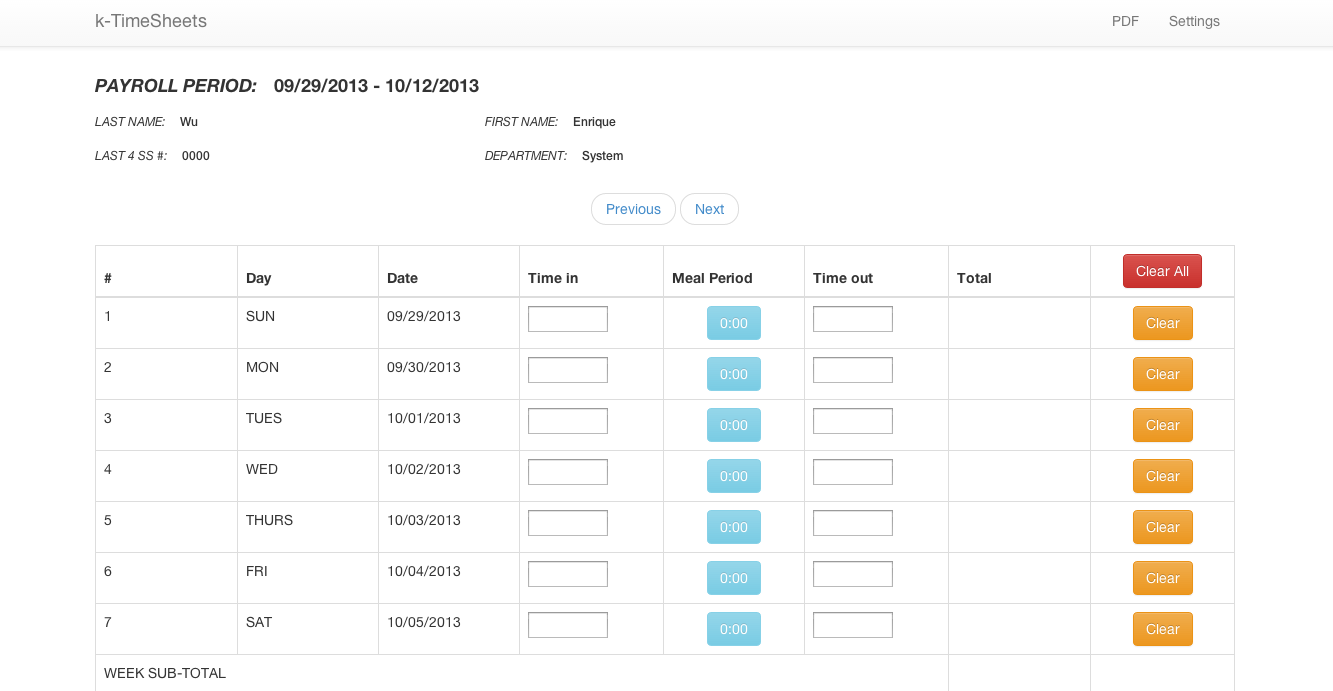 k-TimeSheets PDF Settings
PAYROLL PERIOD: 09/29/2013 - 10/12/2013
LAST NAME: Wu FIRST NAME: Enrique
LAST 4 SS #: 0000 DEPARTMENT: System
Previous Next
# Day Date Time in Meal Period Time out Total Clear All
1 SUN 09/29/2013 0:00 Clear
2 MON 09/30/2013 0:00 Clear
3 TUES 10/01/2013 0:00 Clear
4 WED 10/02/2013 0:00 Clear
5 THURS 10/03/2013 0:00 Clear
6 FRI 10/04/2013 0:00 Clear
7 SAT 10/05/2013 0:00 Clear
WEEK SUB-TOTAL